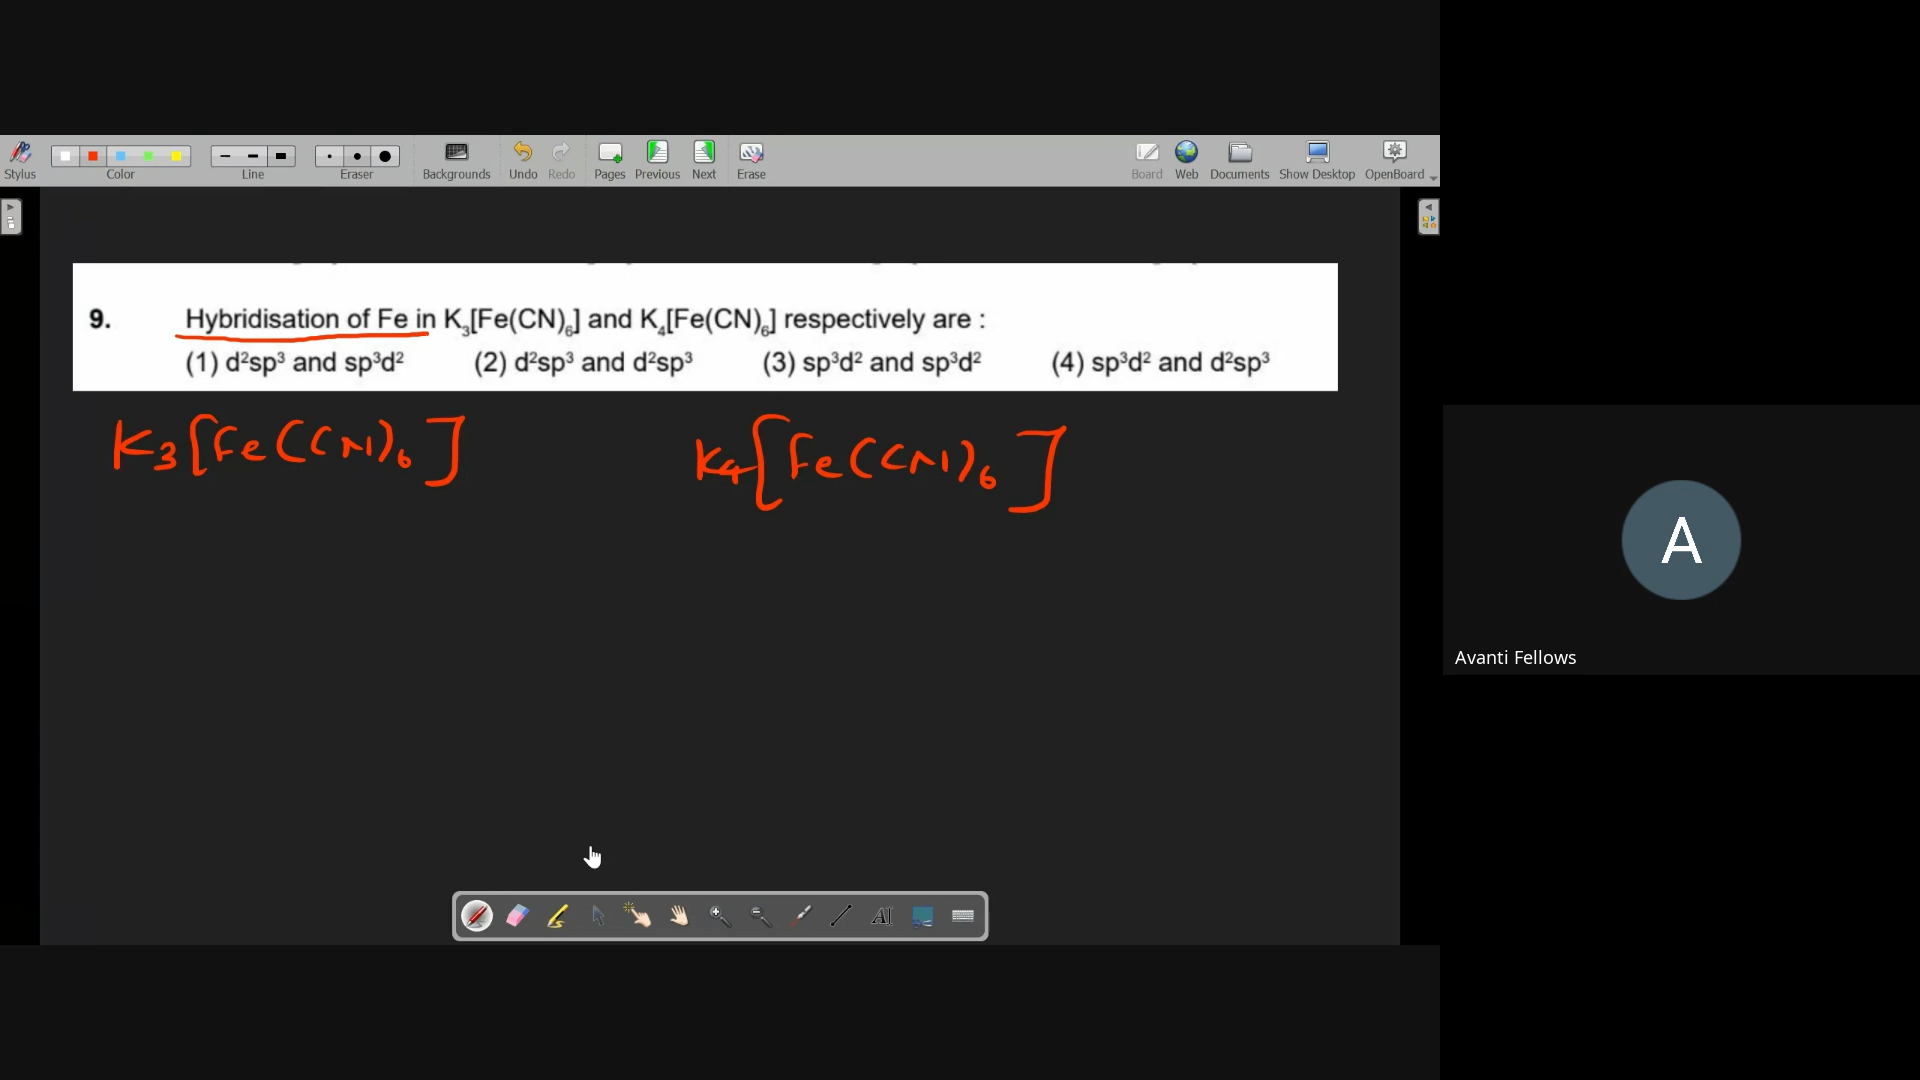 Stylus Color Line Eraser Backgrounds Undo Redo Pages Previous Next Erase Board Web Documents Show Desktop OpenBoard
9. Hybridisation of Fe in K₃[Fe(CN)₆] and K₄[Fe(CN)₆] respectively are :
(1) d²sp³ and sp³d² (2) d²sp³ and d²sp³ (3) sp³d² and sp³d² (4) sp³d² and d²sp³
K₃[Fe(CN)₆] K₄[Fe(CN)₆]
A
Avanti Fellows